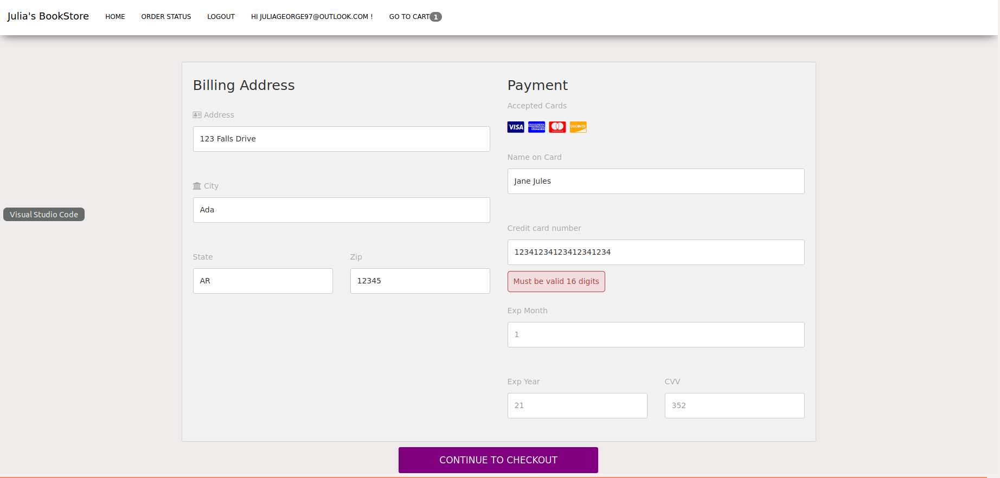 Julia's BookStore HOME ORDER STATUS LOGOUT HI JULIAGEORGE97@OUTLOOK.COM ! GO TO CART 1
Billing Address
Address
123 Falls Drive
City
Ada
State Zip
AR 12345
Payment
Accepted Cards
VISA AMERICAN EXPRESS DISCOVER
Name on Card
Jane Jules
Credit card number
12341234123412341234
Must be valid 16 digits
Exp Month
1
Exp Year CVV
21 352
Visual Studio Code
CONTINUE TO CHECKOUT